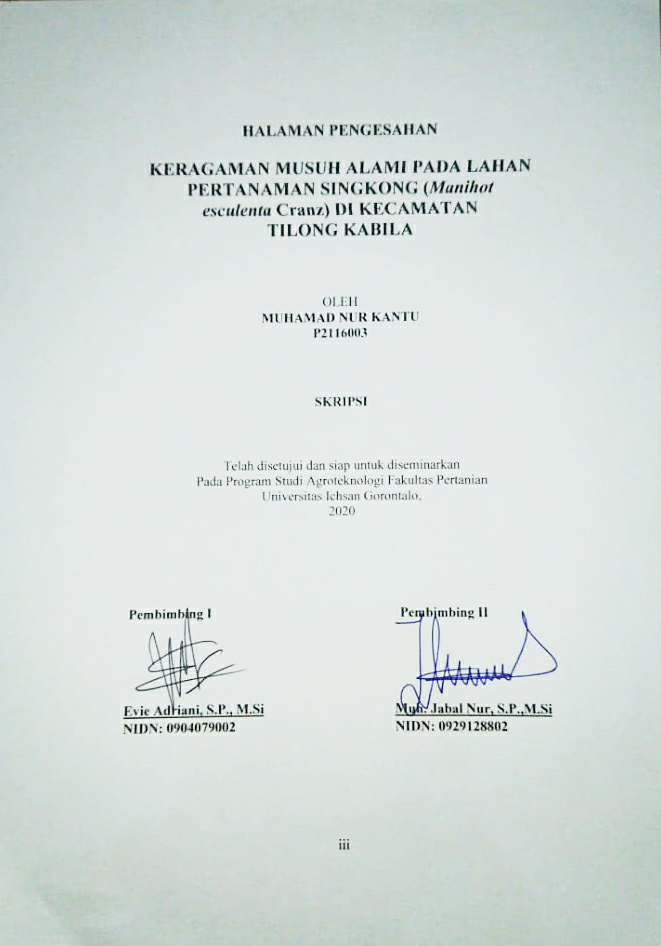 HALAMAN PENGESAHAN
KERAGAMAN MUSUH ALAMI PADA LAHAN
PERTANAMAN SINGKONG (Manihot
esculenta Cranz) DI KECAMATAN
TILONG KABILA
OLEH
MUHAMAD NUR KANTU
P2116003
SKRIPSI
Telah disetujui dan siap untuk diseminarkan
Pada Program Studi Agroteknologi Fakultas Pertanian
Universitas Ichsan Gorontalo,
2020
Pembimbing I
Pembimbing II
Evie Adriani, S.P., M.Si
Muh. Jabal Nur, S.P.,M.Si
NIDN: 0904079002
NIDN: 0929128802
iii